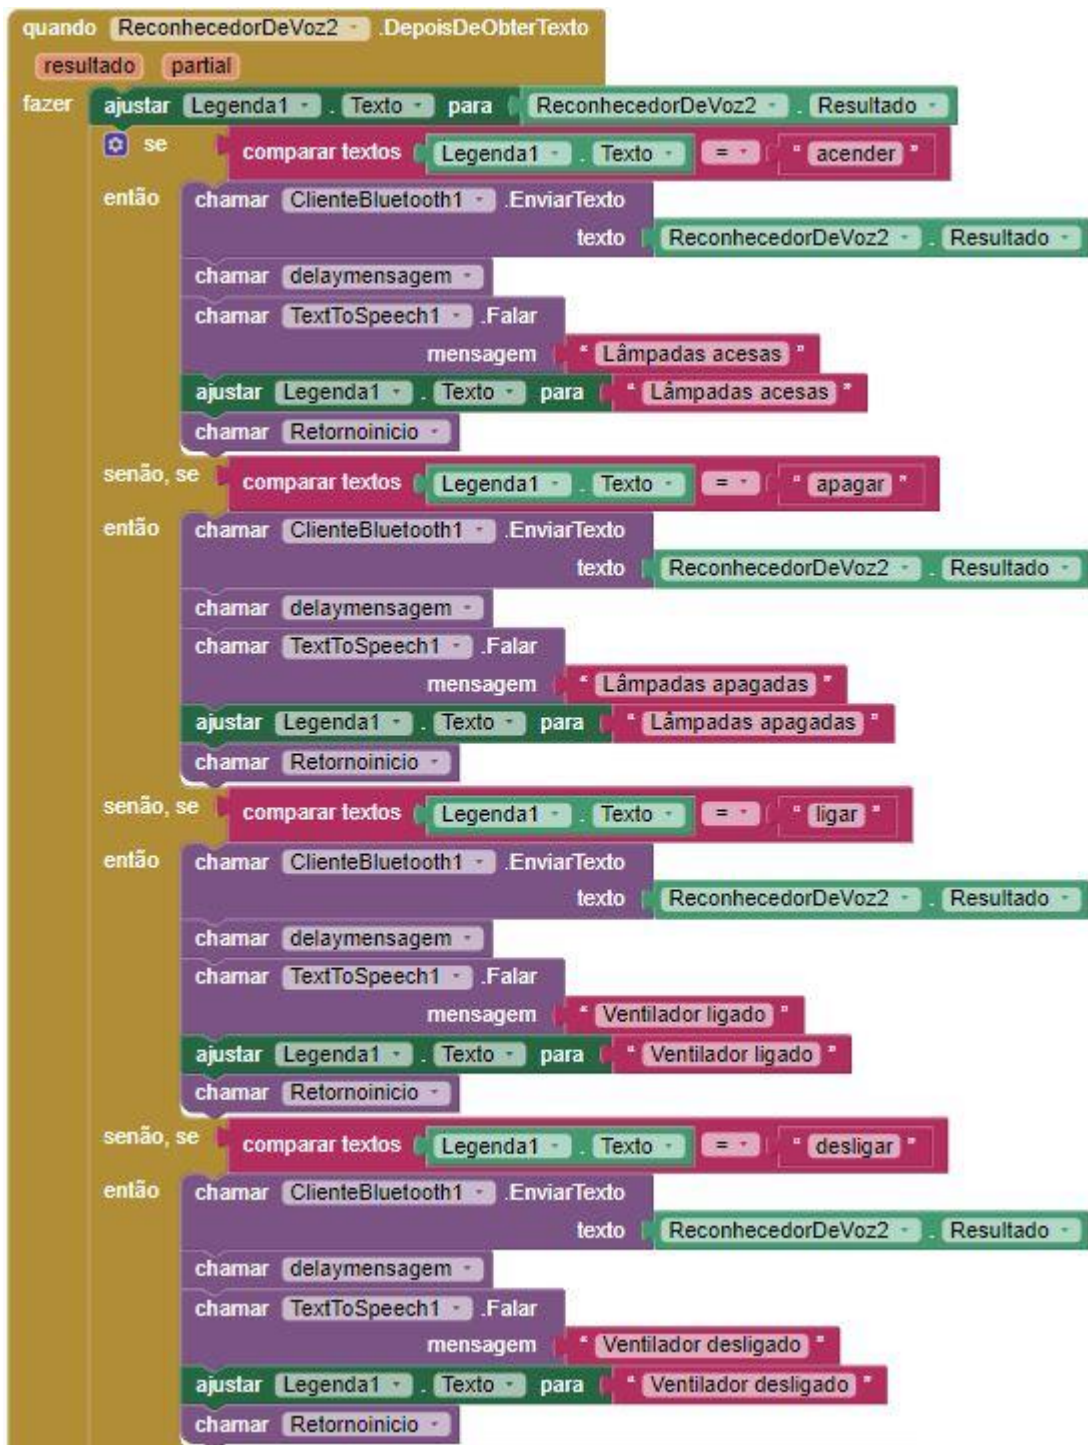 quando ReconhecedorDeVoz2 .DepoisDeObterTexto
resultado partial
fazer ajustar Legenda1 . Texto para ReconhecedorDeVoz2 . Resultado
se comparar textos Legenda1 . Texto = " acender "
então chamar ClienteBluetooth1 .EnviarTexto
texto ReconhecedorDeVoz2 . Resultado
chamar delaymensagem
chamar TextToSpeech1 .Falar
mensagem " Lâmpadas acesas "
ajustar Legenda1 . Texto para " Lâmpadas acesas "
chamar Retornoinicio
senão, se comparar textos Legenda1 . Texto = " apagar "
então chamar ClienteBluetooth1 .EnviarTexto
texto ReconhecedorDeVoz2 . Resultado
chamar delaymensagem
chamar TextToSpeech1 .Falar
mensagem " Lâmpadas apagadas "
ajustar Legenda1 . Texto para " Lâmpadas apagadas "
chamar Retornoinicio
senão, se comparar textos Legenda1 . Texto = " ligar "
então chamar ClienteBluetooth1 .EnviarTexto
texto ReconhecedorDeVoz2 . Resultado
chamar delaymensagem
chamar TextToSpeech1 .Falar
mensagem " Ventilador ligado "
ajustar Legenda1 . Texto para " Ventilador ligado "
chamar Retornoinicio
senão, se comparar textos Legenda1 . Texto = " desligar "
então chamar ClienteBluetooth1 .EnviarTexto
texto ReconhecedorDeVoz2 . Resultado
chamar delaymensagem
chamar TextToSpeech1 .Falar
mensagem " Ventilador desligado "
ajustar Legenda1 . Texto para " Ventilador desligado "
chamar Retornoinicio